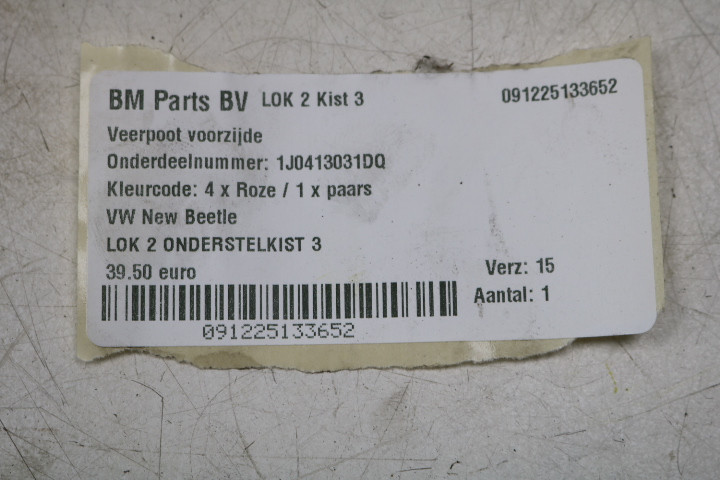 BM Parts BV LOK 2 Kist 3 091225133652
Veerpoot voorzijde
Onderdeelnummer: 1J0413031DQ
Kleurcode: 4 x Roze / 1 x paars
VW New Beetle
LOK 2 ONDERSTELKIST 3
39.50 euro Verz: 15
Aantal: 1
091225133652